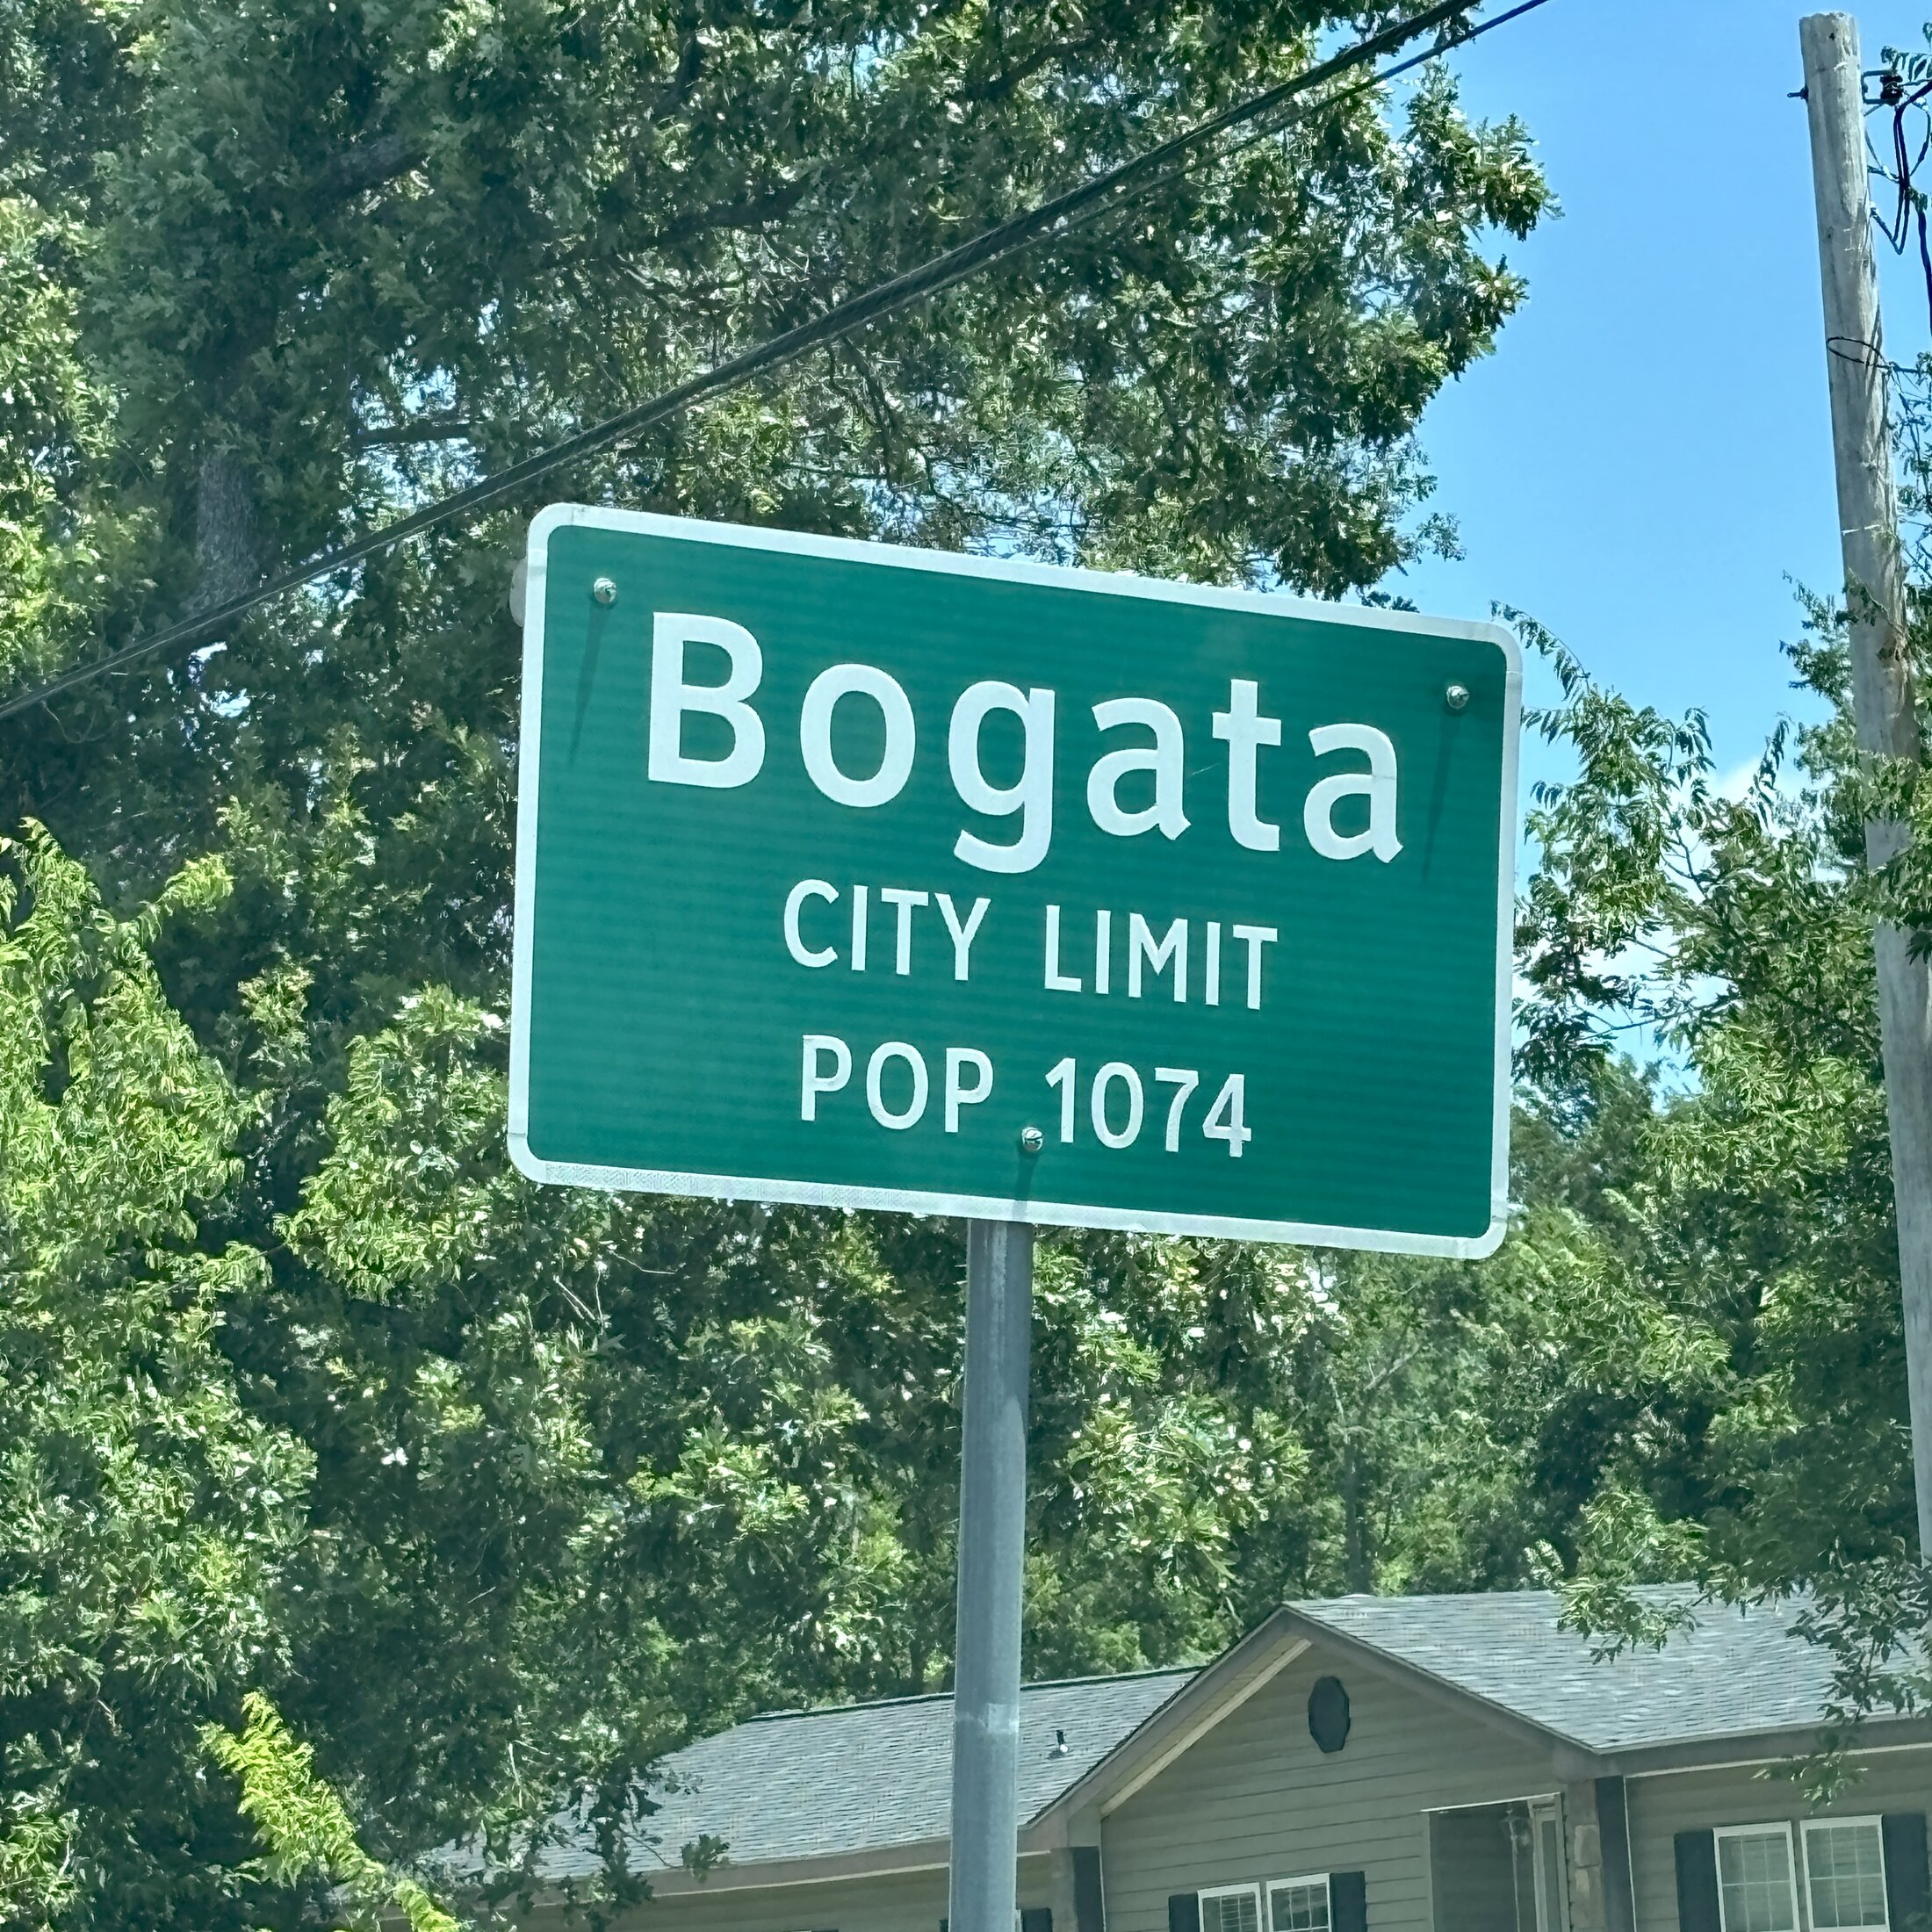 Bogata
CITY LIMIT
POP 1074